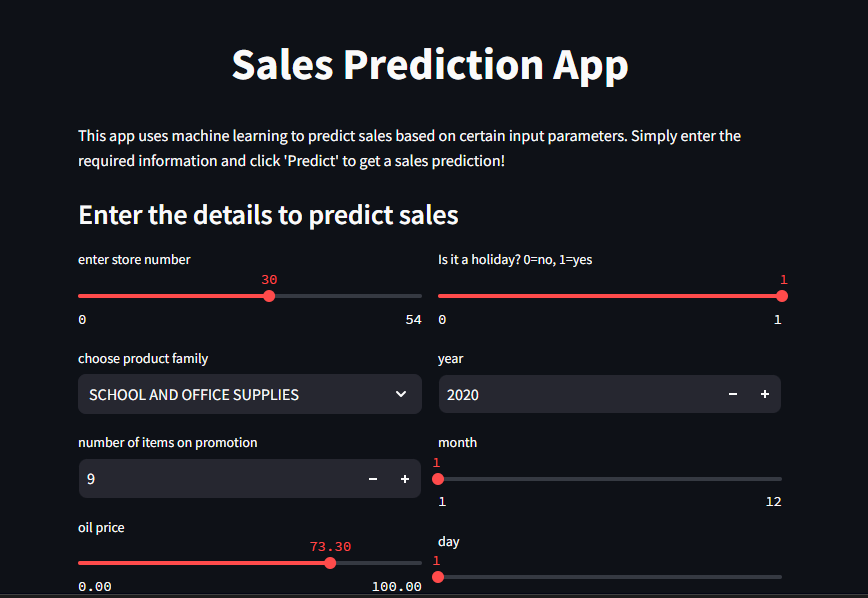 Sales Prediction App
This app uses machine learning to predict sales based on certain input parameters. Simply enter the
required information and click 'Predict' to get a sales prediction!
Enter the details to predict sales
enter store number
30
0 54
choose product family
SCHOOL AND OFFICE SUPPLIES
number of items on promotion
9 − +
oil price
73.30
0.00 100.00
Is it a holiday? 0=no, 1=yes
1
0 1
year
2020 − +
month
1
1 12
day
1